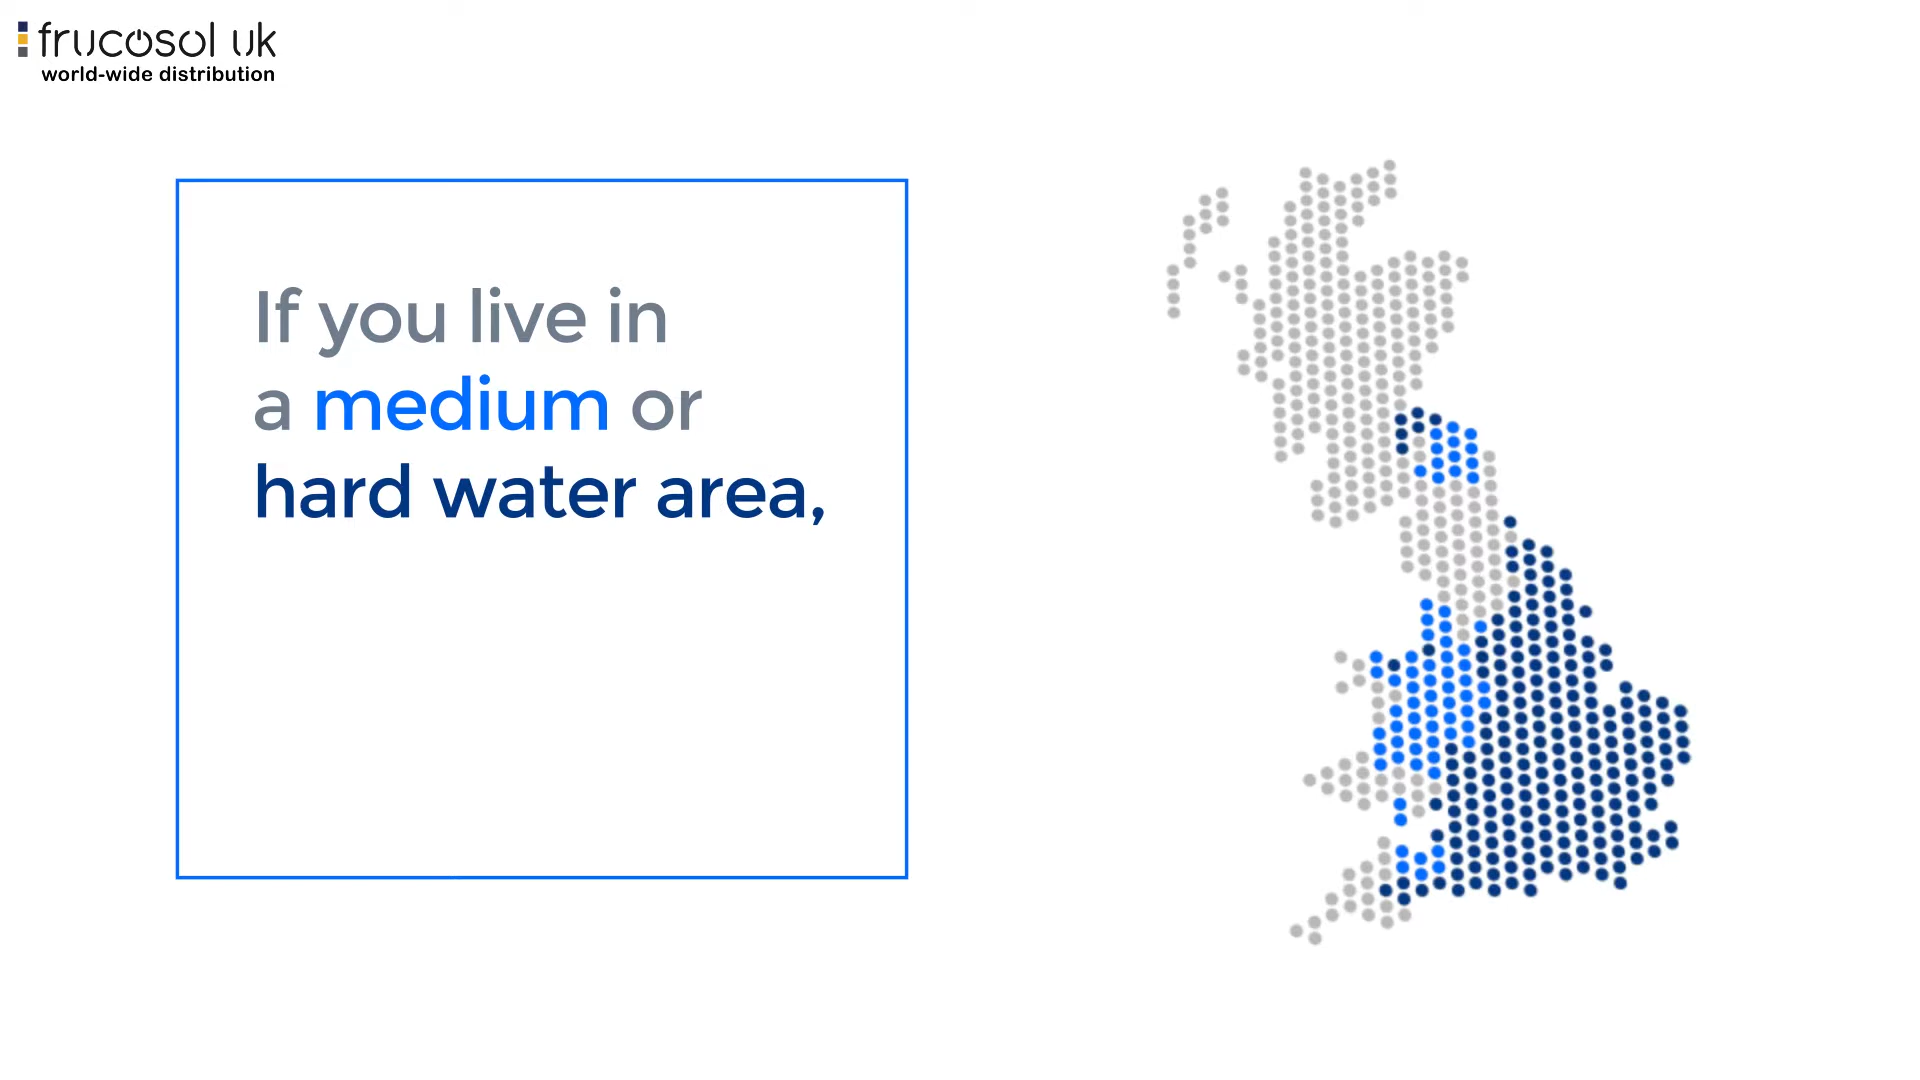 frucosol uk
world-wide distribution
If you live in
a medium or
hard water area,